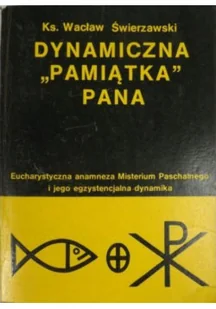 Ks. Wacław Świerzawski
DYNAMICZNA
„PAMIĄTKA”
PANA
Eucharystyczna anamneza Misterium Paschalnego
i jego egzystencjalna dynamika